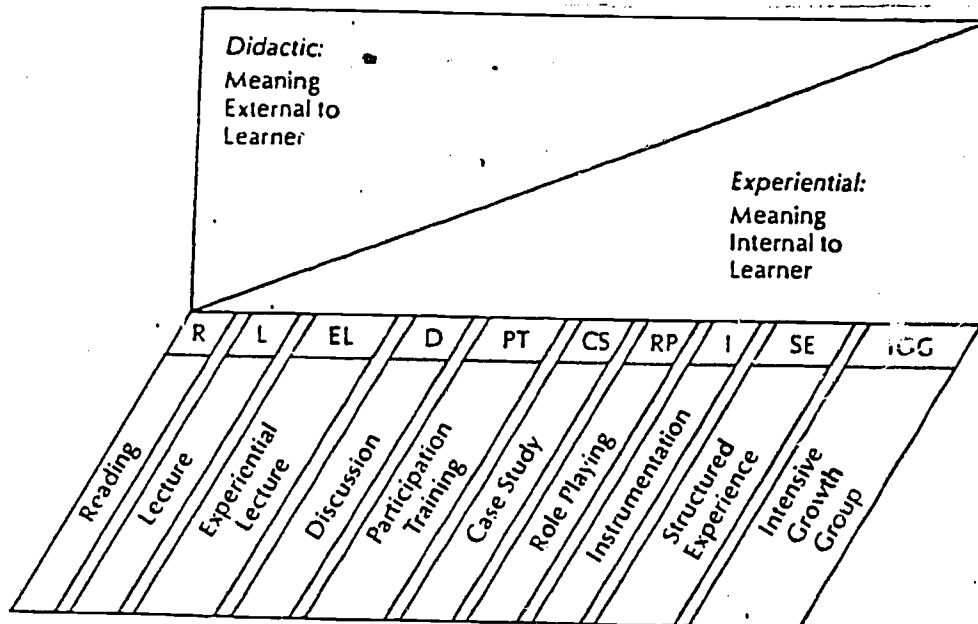 Didactic:
Meaning
External to
Learner
Experiential:
Meaning
Internal to
Learner
R L EL D PT CS RP I SE IGG
Reading
Lecture
Experiential
Lecture
Discussion
Participation
Training
Case Study
Role Playing
Instrumentation
Structured
Experience
Intensive
Growth
Group